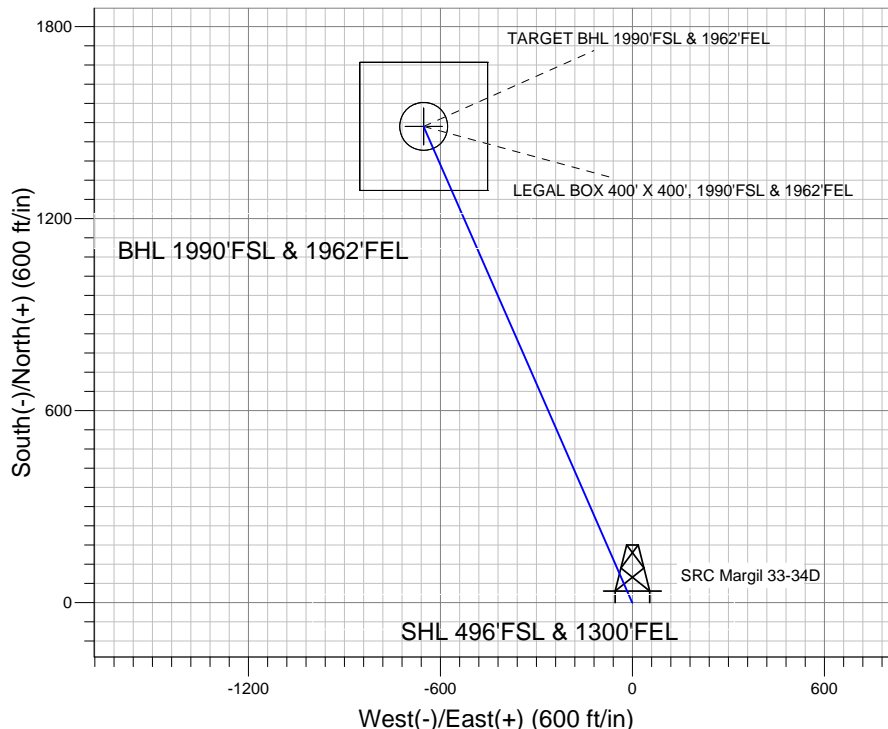 1800
TARGET BHL 1990'FSL & 1962'FEL
LEGAL BOX 400' X 400', 1990'FSL & 1962'FEL
1200
BHL 1990'FSL & 1962'FEL
South(-)/North(+) (600 ft/in)
600
SRC Margil 33-34D
0
SHL 496'FSL & 1300'FEL
-1200 -600 0 600
West(-)/East(+) (600 ft/in)